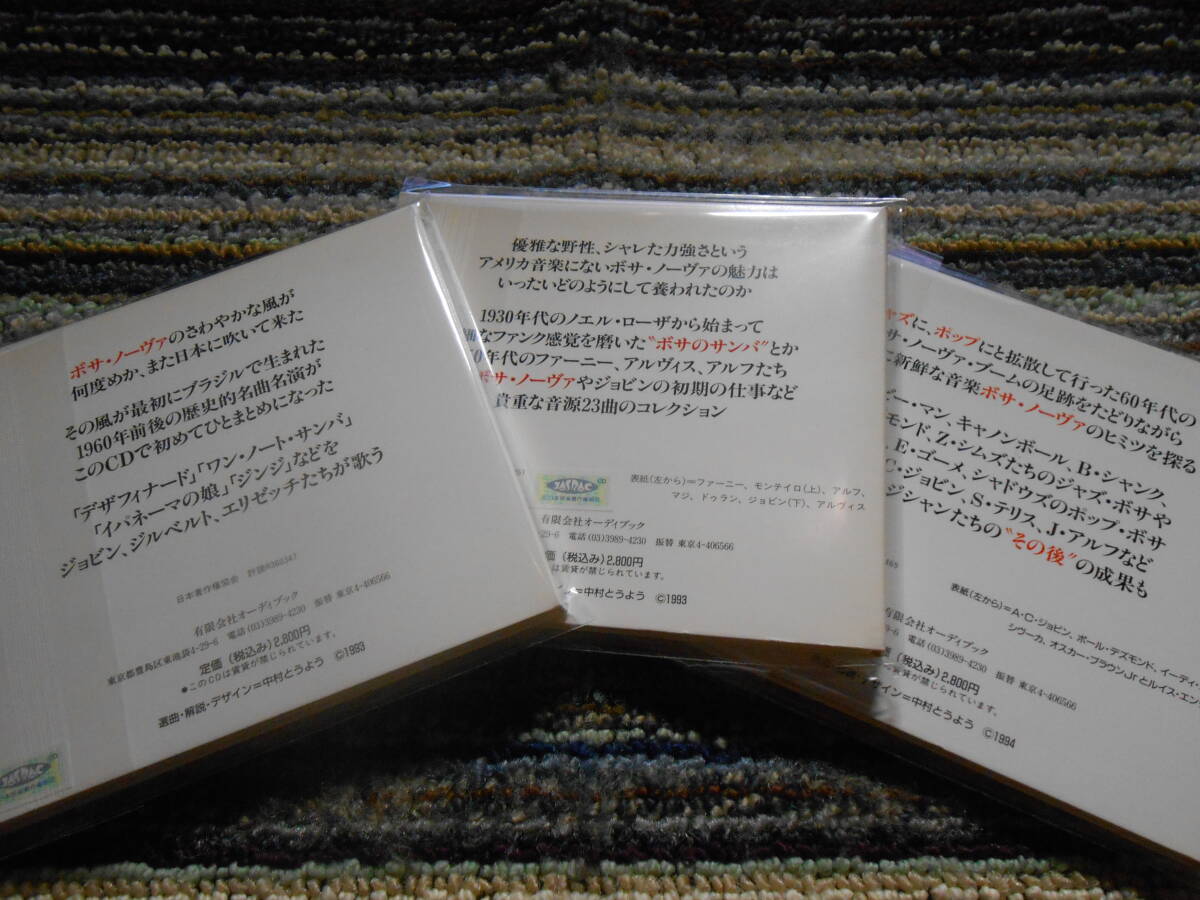 ボサ・ノーヴァのさわやかな風が
何度めか、また日本に吹いて来た
その風が最初にブラジルで生まれた
1960年前後の歴史的名曲名演が
このCDで初めてひとまとめになった
「デザフィナード」「ワン・ノート・サンバ」
「イパネーマの娘」「ジンジ」などを
ジョビン、ジルベルト、エリゼッチたちが歌う
日本著作権協会
有限会社オーディブック
東京都豊島区東池袋4-29-6 電話(03)3989-4230 振替 東京4-406566
定価(税込み)2,800円
●このCDは賃貸が禁じられています。
選曲・解説・デザイン=中村とうよう ©1993
JASRAC
優雅な野性、シャレた力強さという
アメリカ音楽にないボサ・ノーヴァの魅力は
いったいどのようにして養われたのか
1930年代のノエル・ローザから始まって
なファンク感覚を磨いた“ボサのサンバ”とか
0年代のファーニー、アルヴィス、アルフたち
ボサ・ノーヴァやジョビンの初期の仕事など
貴重な音源23曲のコレクション
JASRAC
表紙(左から)=ファーニー、モンテイロ(上)、アルフ、
マジ、ドゥラン、ジョビン(下)、アルヴィス
有限会社オーディブック
29-6 電話(03)3989-4230 振替 東京4-406566
価(税込み)2,800円
は賃貸が禁じられています。
ン=中村とうよう ©1993
ャズに、ポップにと拡散して行った60年代の
サ・ノーヴァ・ブームの足跡をたどりながら
に新鮮な音楽ボサ・ノーヴァのヒミツを探る
ビー・マン、キャノンボール、B・シャンク、
モンド、Z・シムズたちのジャズ・ボサや
E・ゴーメ、シャドウズのポップ・ボサ
C・ジョビン、S・テリス、J・アルフなど
ジシャンたちの“その後”の成果も
表紙(左から)=A・C・ジョビン、ポール・デズモンド、イーディ・
シヴーカ、オスカー・ブラウンJrとルイス・エン
有限会社オーディブック
29-6 電話(03)3989-4230 振替 東京4-406566
価(税込み)2,800円
賃貸が禁じられています。
ザイン=中村とうよう ©1994